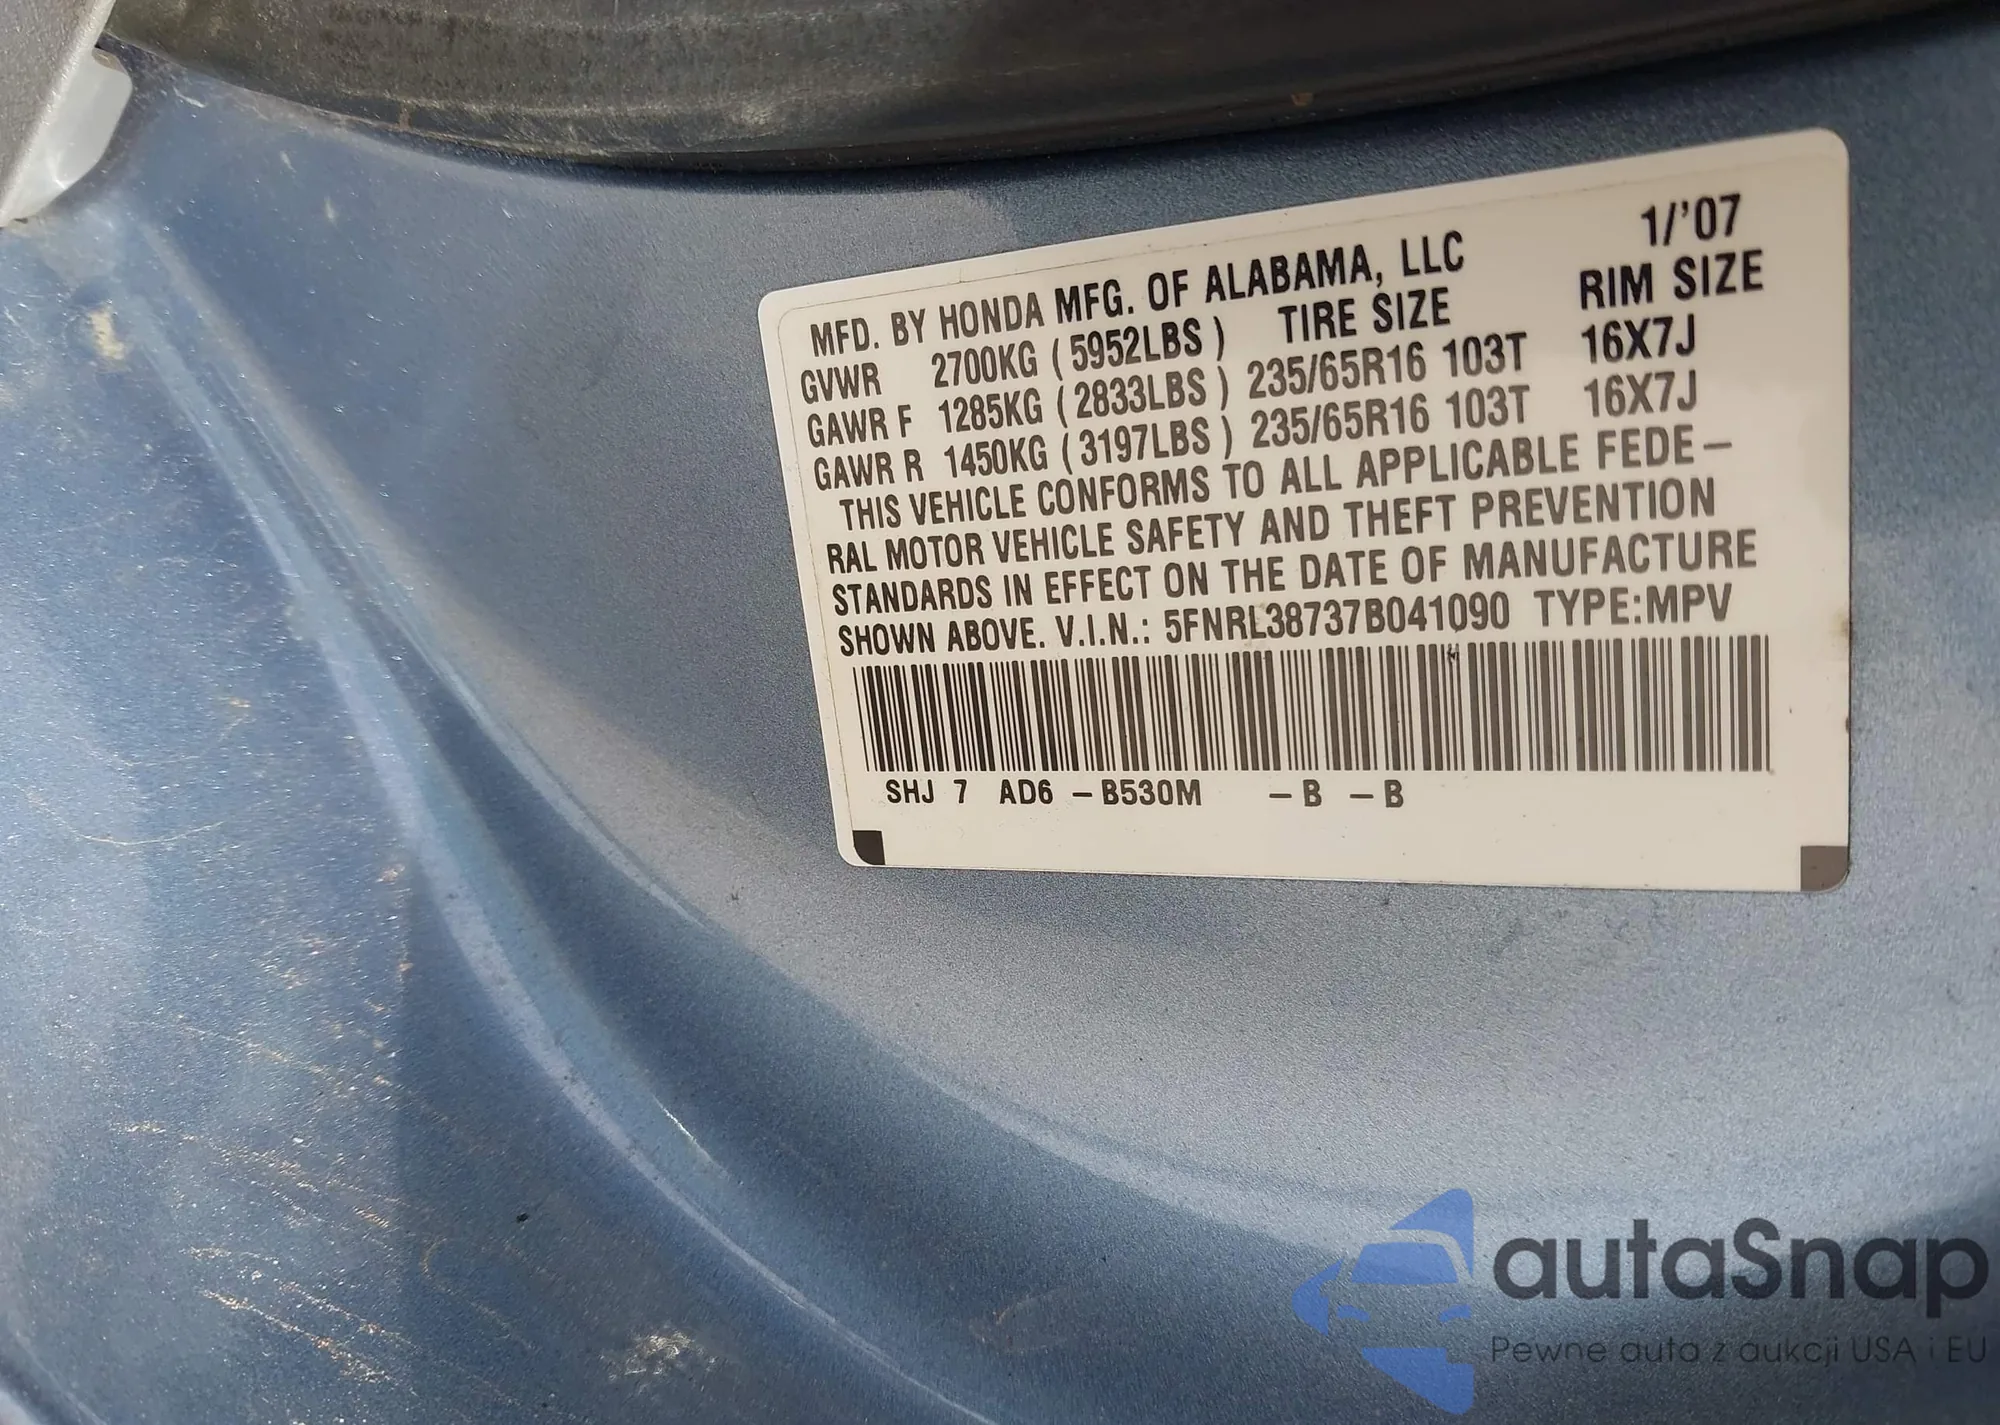 1/'07
MFD. BY HONDA MFG. OF ALABAMA, LLC
TIRE SIZE RIM SIZE
GVWR 2700KG (5952LBS)
GAWR F 1285KG (2833LBS) 235/65R16 103T 16X7J
GAWR R 1450KG (3197LBS) 235/65R16 103T 16X7J
THIS VEHICLE CONFORMS TO ALL APPLICABLE FEDE-
RAL MOTOR VEHICLE SAFETY AND THEFT PREVENTION
STANDARDS IN EFFECT ON THE DATE OF MANUFACTURE
SHOWN ABOVE. V.I.N.: 5FNRL38737B041090 TYPE:MPV
SHJ 7 AD6 -B530M -B -B
autaSnap
Pewne auta z aukcji USA i EU